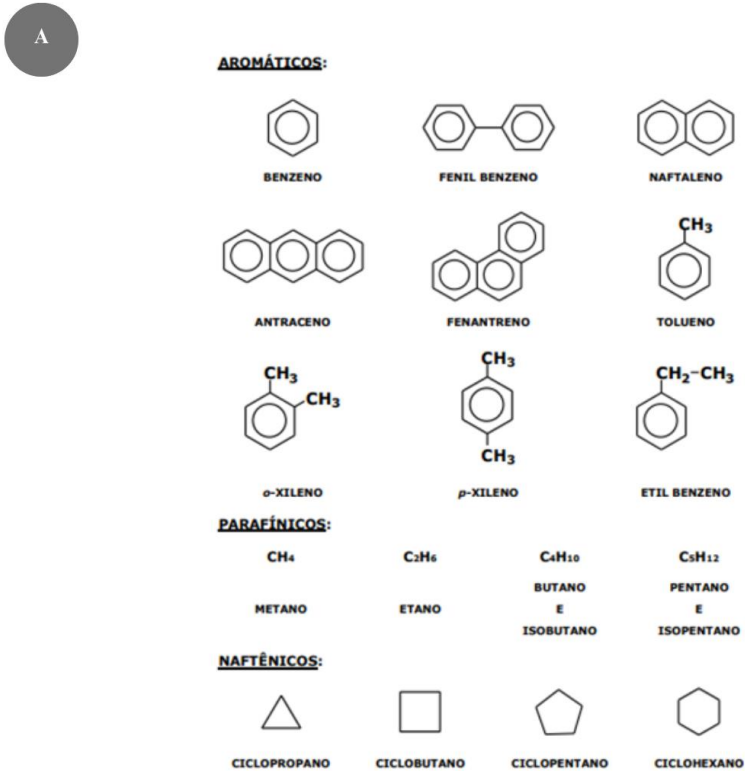 A
AROMÁTICOS:
BENZENO
FENIL BENZENO
NAFTALENO
CH₃
ANTRACENO
FENANTRENO
TOLUENO
CH₃
CH₃
CH₃
CH₃
CH₂-CH₃
o-XILENO
p-XILENO
ETIL BENZENO
PARAFÍNICOS:
CH₄
C₂H₆
C₄H₁₀
C₅H₁₂
METANO
ETANO
BUTANO
E
ISOBUTANO
PENTANO
E
ISOPENTANO
NAFTÊNICOS:
CICLOPROPANO
CICLOBUTANO
CICLOPENTANO
CICLOHEXANO